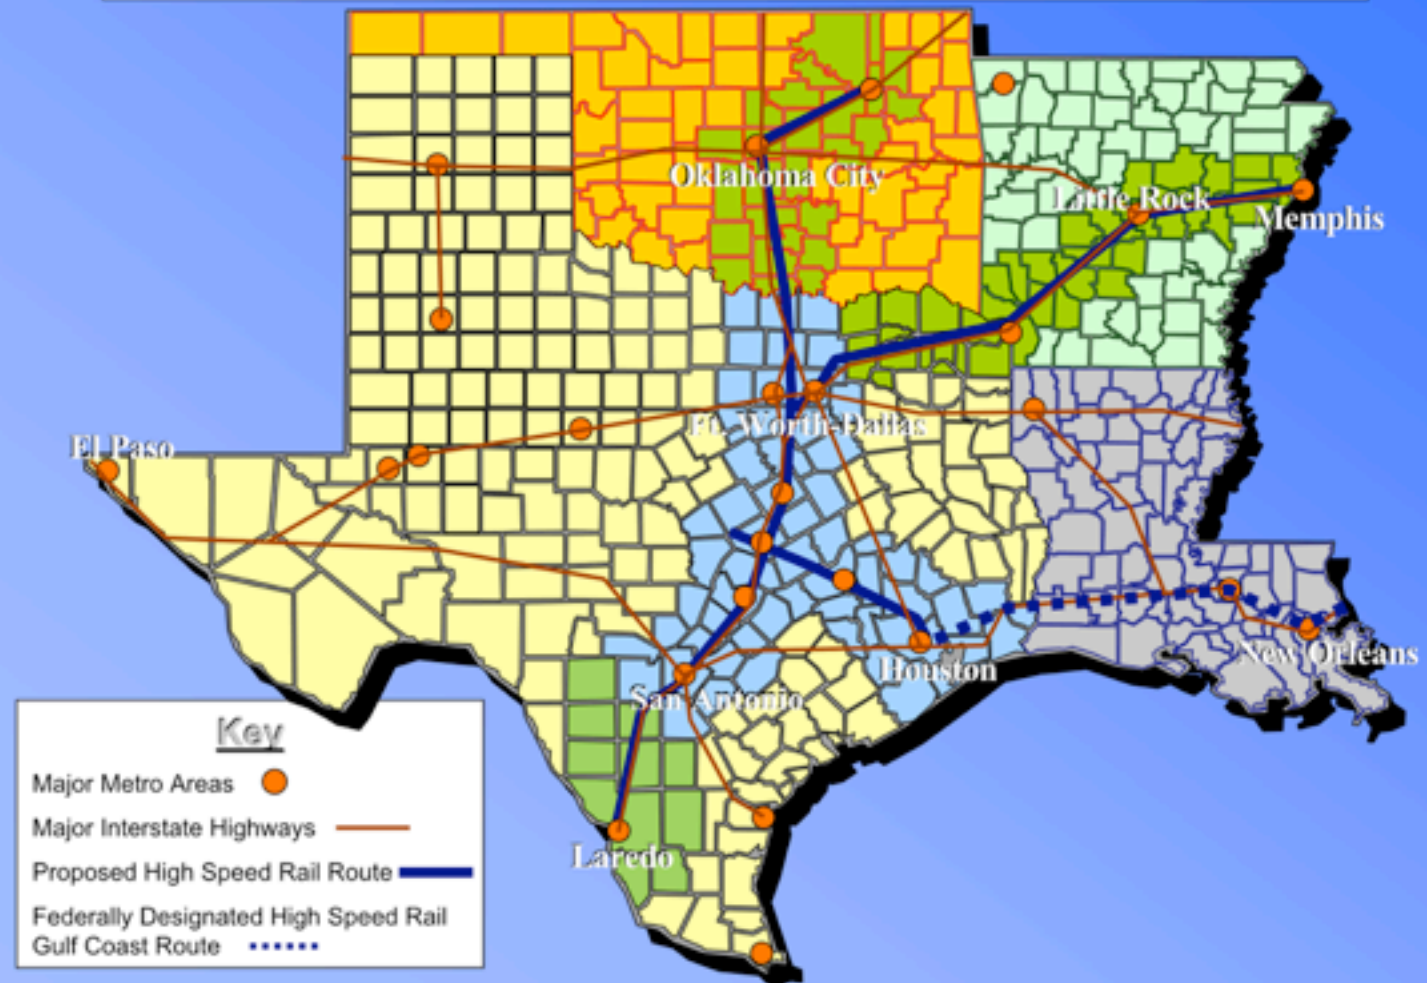 Oklahoma City
Little Rock
Memphis
Ft. Worth-Dallas
El Paso
Houston
New Orleans
San Antonio
Laredo
Key
Major Metro Areas
Major Interstate Highways
Proposed High Speed Rail Route
Federally Designated High Speed Rail
Gulf Coast Route